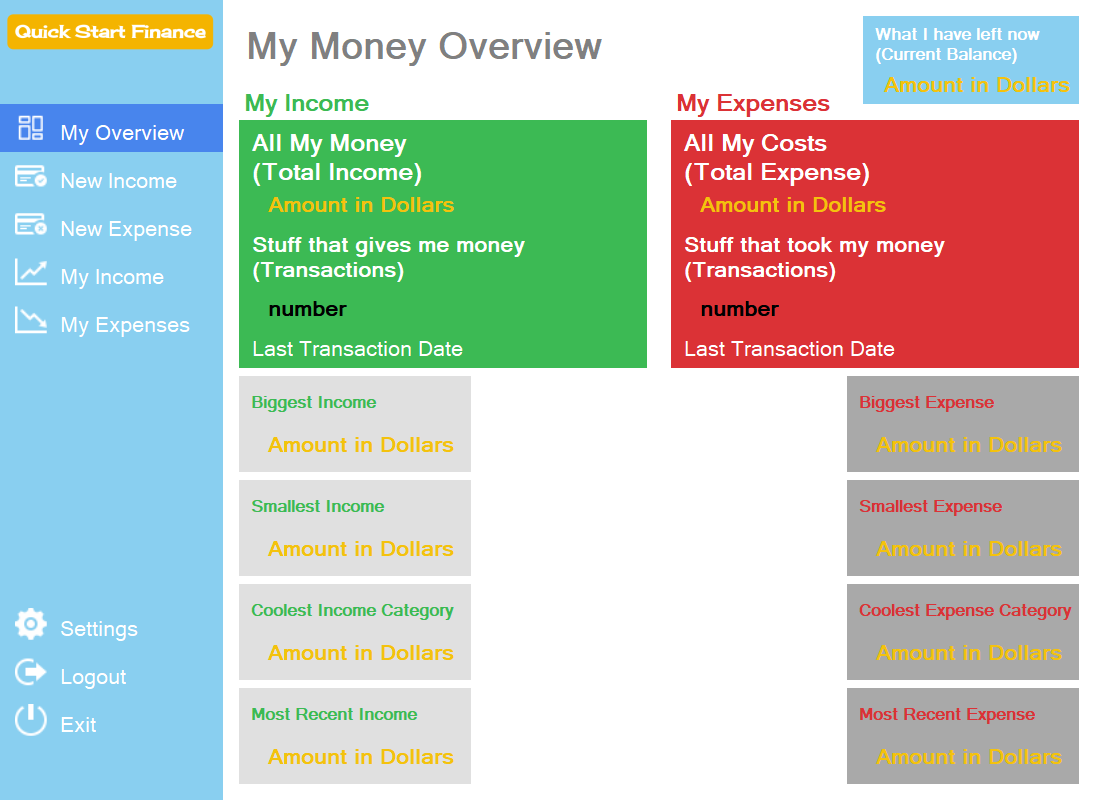 Quick Start Finance
My Overview
New Income
New Expense
My Income
My Expenses
Settings
Logout
Exit
My Money Overview
What I have left now
(Current Balance)
Amount in Dollars
My Income
All My Money
(Total Income)
Amount in Dollars
Stuff that gives me money
(Transactions)
number
Last Transaction Date
Biggest Income
Amount in Dollars
Smallest Income
Amount in Dollars
Coolest Income Category
Amount in Dollars
Most Recent Income
Amount in Dollars
My Expenses
All My Costs
(Total Expense)
Amount in Dollars
Stuff that took my money
(Transactions)
number
Last Transaction Date
Biggest Expense
Amount in Dollars
Smallest Expense
Amount in Dollars
Coolest Expense Category
Amount in Dollars
Most Recent Expense
Amount in Dollars